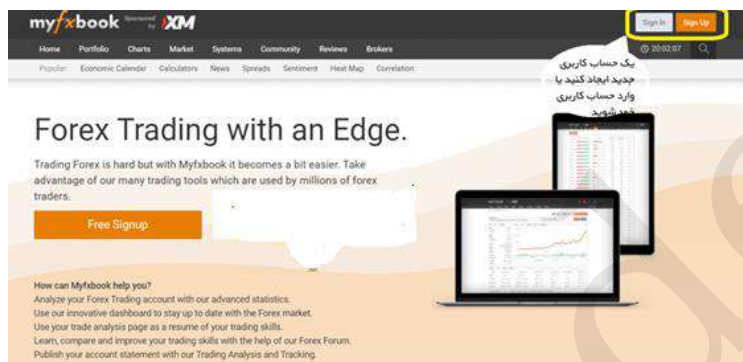 myfxbook Sponsored by XM
Sign In Sign Up
Home Portfolio Charts Market Systems Community Reviews Brokers
20:02:07
Popular: Economic Calendar Calculators News Spreads Sentiment Heat Map Correlation
یک حساب کاربری
جدید ایجاد کنید یا
وارد حساب کاربری
خود شوید
Forex Trading with an Edge.
Trading Forex is hard but with Myfxbook it becomes a bit easier. Take
advantage of our many trading tools which are used by millions of forex
traders.
Free Signup
How can Myfxbook help you?
Analyze your Forex Trading account with our advanced statistics.
Use our innovative dashboard to stay up to date with the Forex market.
Use your trade analysis page as a resume of your trading skills.
Learn, compare and improve your trading skills with the help of our Forex Forum.
Publish your account statement with our Trading Analysis and Tracking.